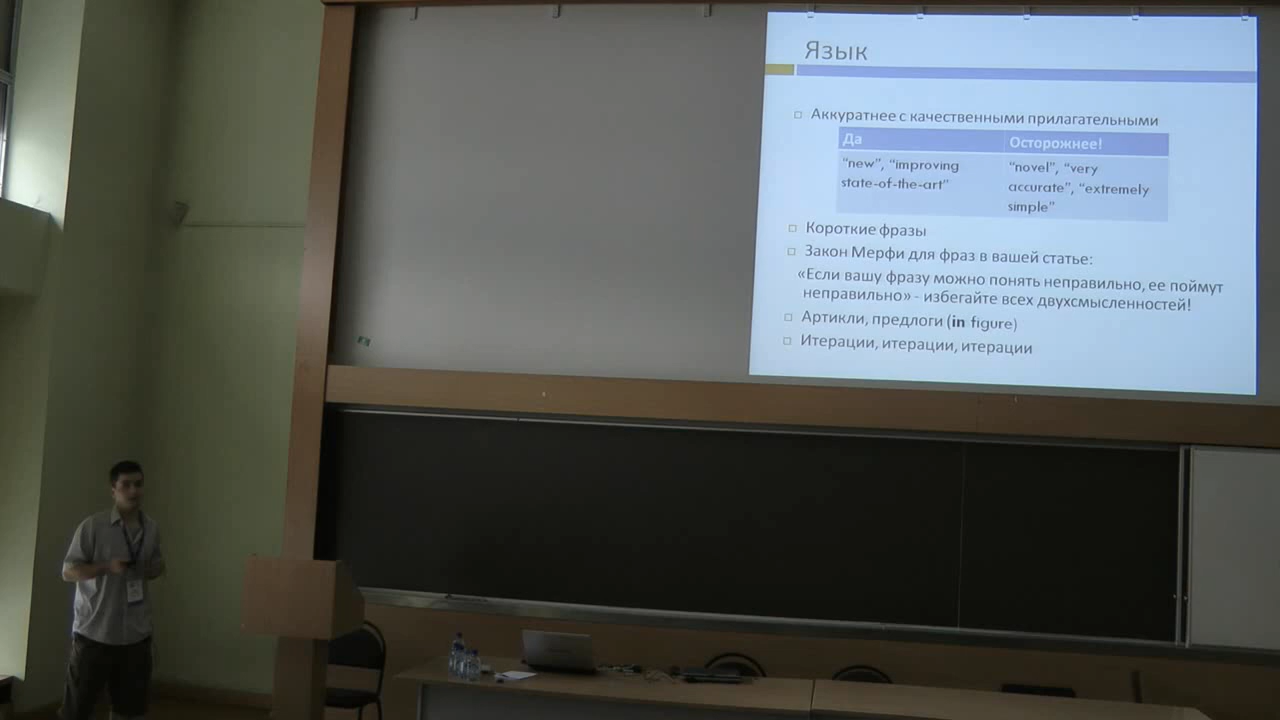 Язык
Аккуратнее с качественными прилагательными
Да
Осторожнее!
"new", "improving
state-of-the-art"
"novel", "very
accurate", "extremely
simple"
Короткие фразы
Закон Мерфи для фраз в вашей статье:
«Если вашу фразу можно понять неправильно, ее поймут
неправильно» - избегайте всех двухсмысленностей!
Артикли, предлоги (in figure)
Итерации, итерации, итерации